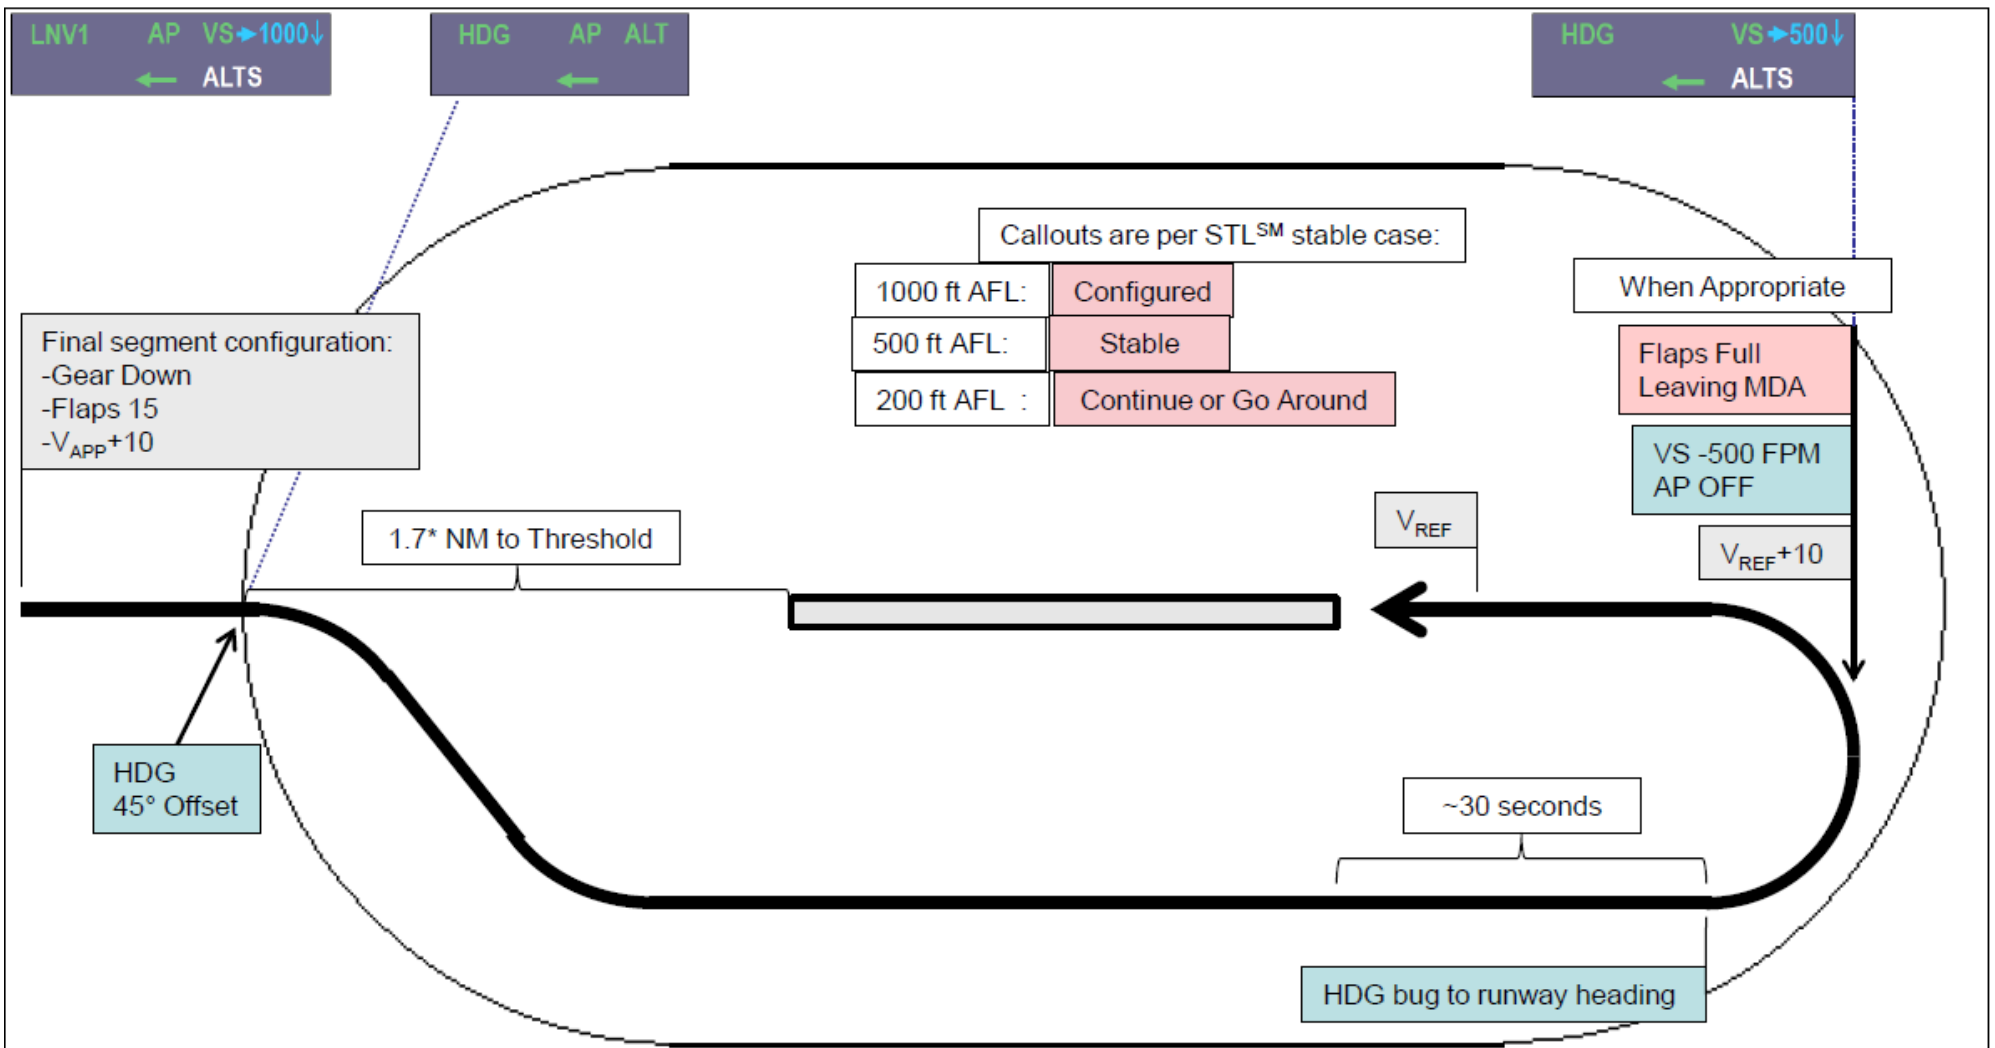 LNV1 AP VS➔1000↓
← ALTS
HDG AP ALT
←
HDG VS➔500↓
← ALTS
Callouts are per STL℠ stable case:
1000 ft AFL: Configured
500 ft AFL: Stable
200 ft AFL : Continue or Go Around
When Appropriate
Flaps Full
Leaving MDA
VS -500 FPM
AP OFF
V_REF+10
Final segment configuration:
-Gear Down
-Flaps 15
-V_APP+10
1.7* NM to Threshold
V_REF
HDG
45° Offset
~30 seconds
HDG bug to runway heading